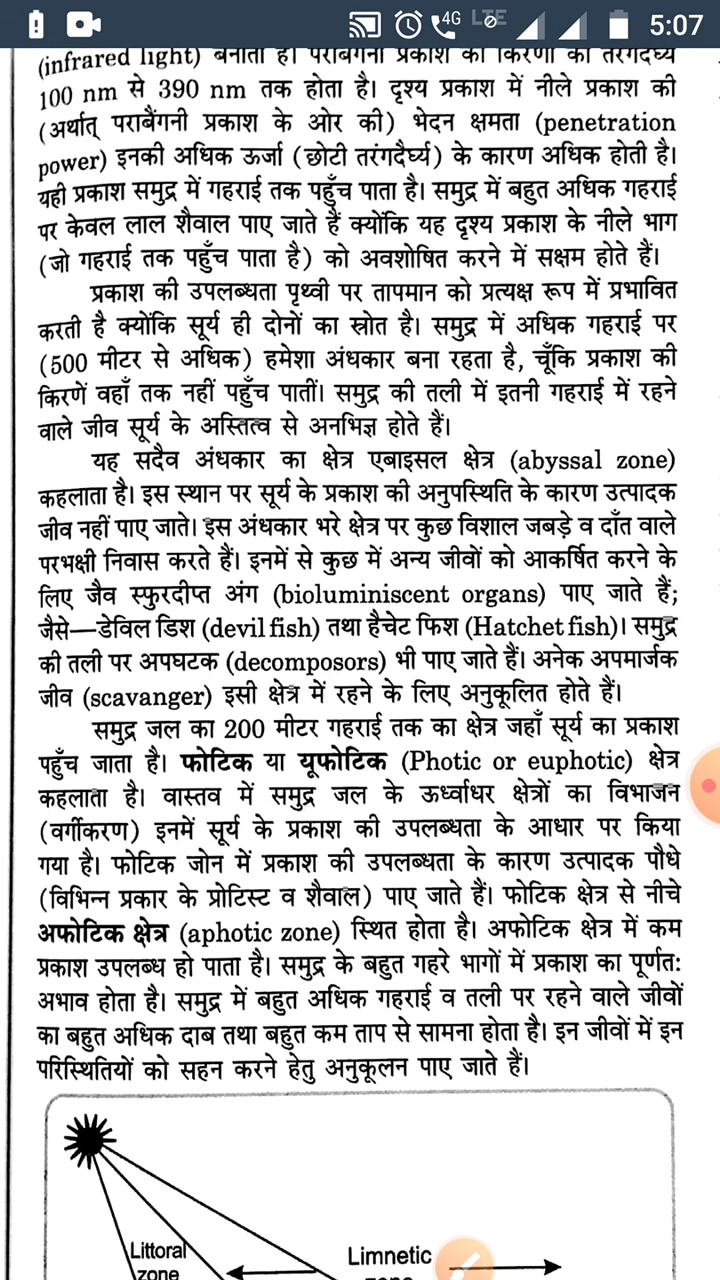 4G LTE 5:07
(infrared light) बनाता है। पराबैंगनी प्रकाश की किरणों की तरंगदैर्घ्य
100 nm से 390 nm तक होता है। दृश्य प्रकाश में नीले प्रकाश की
(अर्थात् पराबैंगनी प्रकाश के ओर की) भेदन क्षमता (penetration
power) इनकी अधिक ऊर्जा (छोटी तरंगदैर्घ्य) के कारण अधिक होती है।
यही प्रकाश समुद्र में गहराई तक पहुँच पाता है। समुद्र में बहुत अधिक गहराई
पर केवल लाल शैवाल पाए जाते हैं क्योंकि यह दृश्य प्रकाश के नीले भाग
(जो गहराई तक पहुँच पाता है) को अवशोषित करने में सक्षम होते हैं।
प्रकाश की उपलब्धता पृथ्वी पर तापमान को प्रत्यक्ष रूप में प्रभावित
करती है क्योंकि सूर्य ही दोनों का स्रोत है। समुद्र में अधिक गहराई पर
(500 मीटर से अधिक) हमेशा अंधकार बना रहता है, चूँकि प्रकाश की
किरणें वहाँ तक नहीं पहुँच पातीं। समुद्र की तली में इतनी गहराई में रहने
वाले जीव सूर्य के अस्तित्व से अनभिज्ञ होते हैं।
यह सदैव अंधकार का क्षेत्र एबाइसल क्षेत्र (abyssal zone)
कहलाता है। इस स्थान पर सूर्य के प्रकाश की अनुपस्थिति के कारण उत्पादक
जीव नहीं पाए जाते। इस अंधकार भरे क्षेत्र पर कुछ विशाल जबड़े व दाँत वाले
परभक्षी निवास करते हैं। इनमें से कुछ में अन्य जीवों को आकर्षित करने के
लिए जैव स्फुरदीप्त अंग (bioluminiscent organs) पाए जाते हैं;
जैसे—डेविल डिश (devil fish) तथा हैचेट फिश (Hatchet fish)। समुद्र
की तली पर अपघटक (decomposors) भी पाए जाते हैं। अनेक अपमार्जक
जीव (scavanger) इसी क्षेत्र में रहने के लिए अनुकूलित होते हैं।
समुद्र जल का 200 मीटर गहराई तक का क्षेत्र जहाँ सूर्य का प्रकाश
पहुँच जाता है। फोटिक या यूफोटिक (Photic or euphotic) क्षेत्र
कहलाता है। वास्तव में समुद्र जल के ऊर्ध्वाधर क्षेत्रों का विभाजन
(वर्गीकरण) इनमें सूर्य के प्रकाश की उपलब्धता के आधार पर किया
गया है। फोटिक जोन में प्रकाश की उपलब्धता के कारण उत्पादक पौधे
(विभिन्न प्रकार के प्रोटिस्ट व शैवाल) पाए जाते हैं। फोटिक क्षेत्र से नीचे
अफोटिक क्षेत्र (aphotic zone) स्थित होता है। अफोटिक क्षेत्र में कम
प्रकाश उपलब्ध हो पाता है। समुद्र के बहुत गहरे भागों में प्रकाश का पूर्णत:
अभाव होता है। समुद्र में बहुत अधिक गहराई व तली पर रहने वाले जीवों
का बहुत अधिक दाब तथा बहुत कम ताप से सामना होता है। इन जीवों में इन
परिस्थितियों को सहन करने हेतु अनुकूलन पाए जाते हैं।
Littoral Limnetic
zone zone